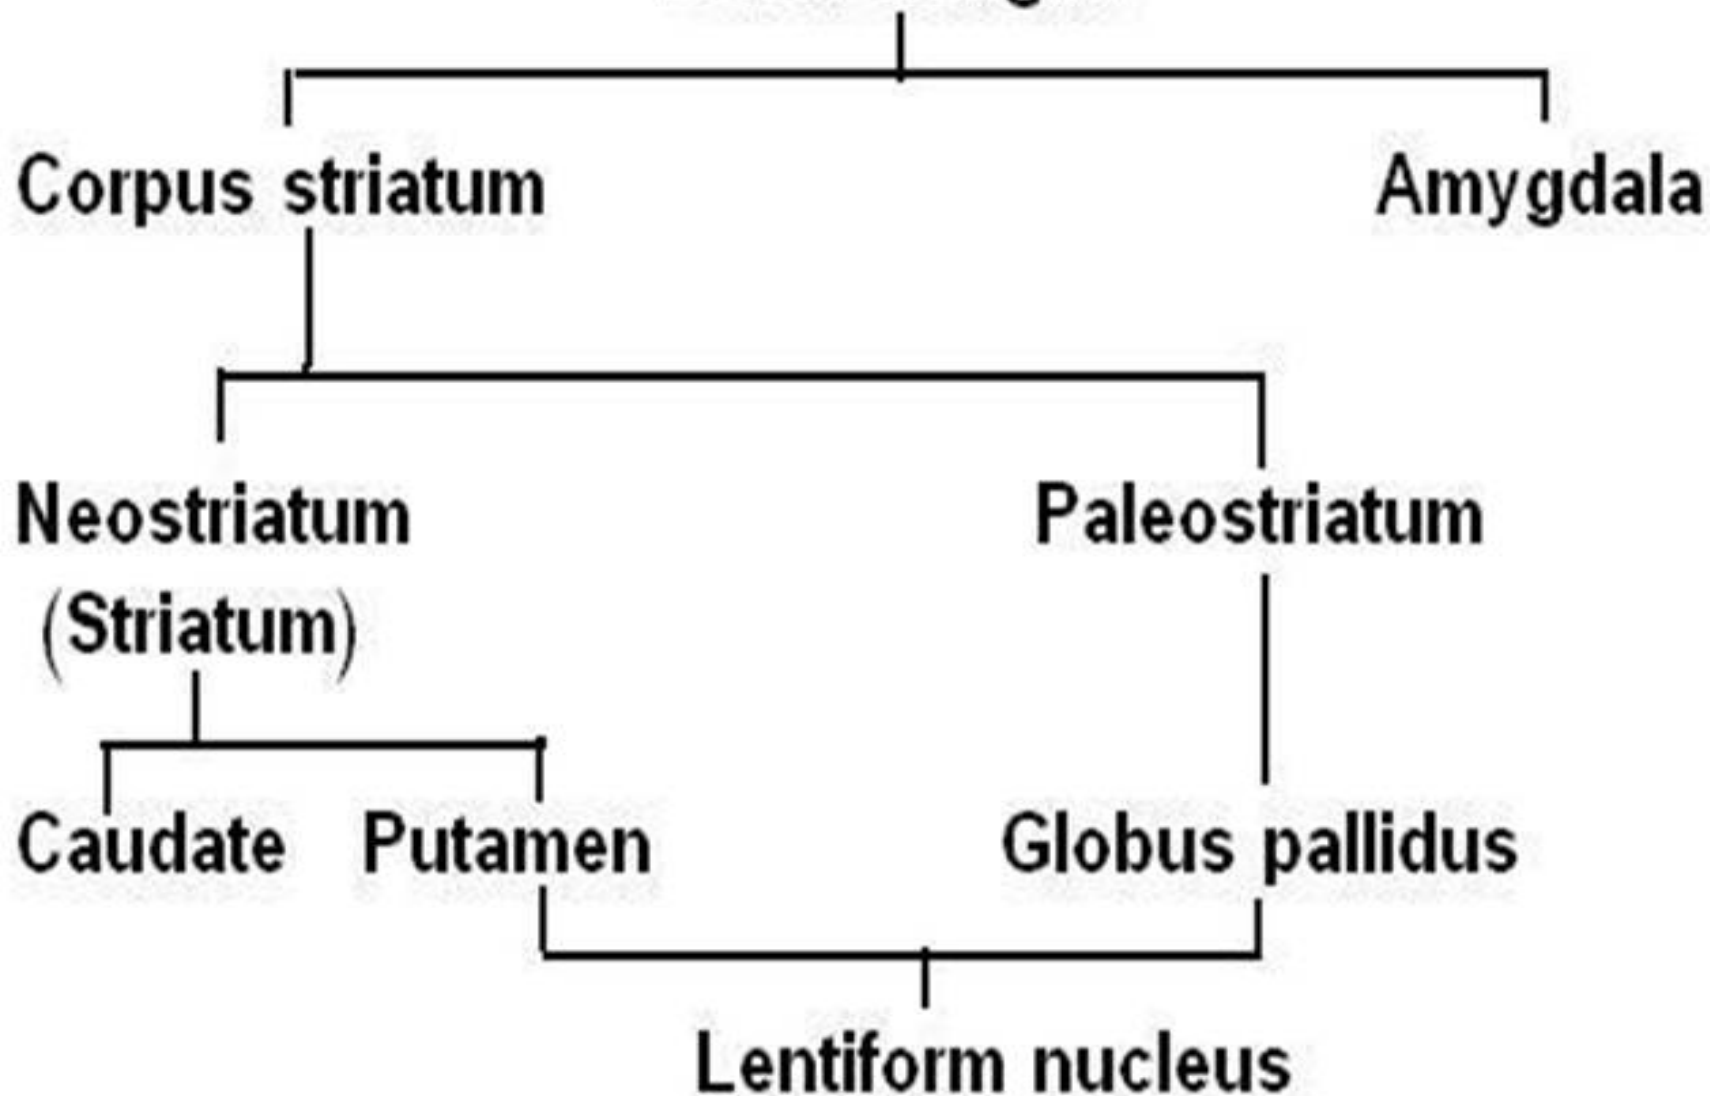 Corpus striatum Amygdala
Neostriatum Paleostriatum
(Striatum)
Caudate Putamen Globus pallidus
Lentiform nucleus